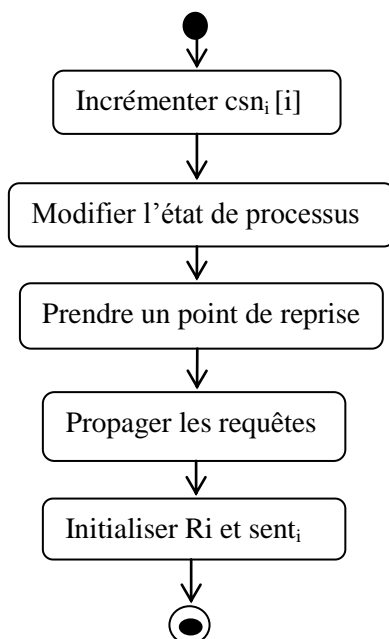 Incrémenter csnᵢ [i]
Modifier l’état de processus
Prendre un point de reprise
Propager les requêtes
Initialiser Ri et sentᵢ